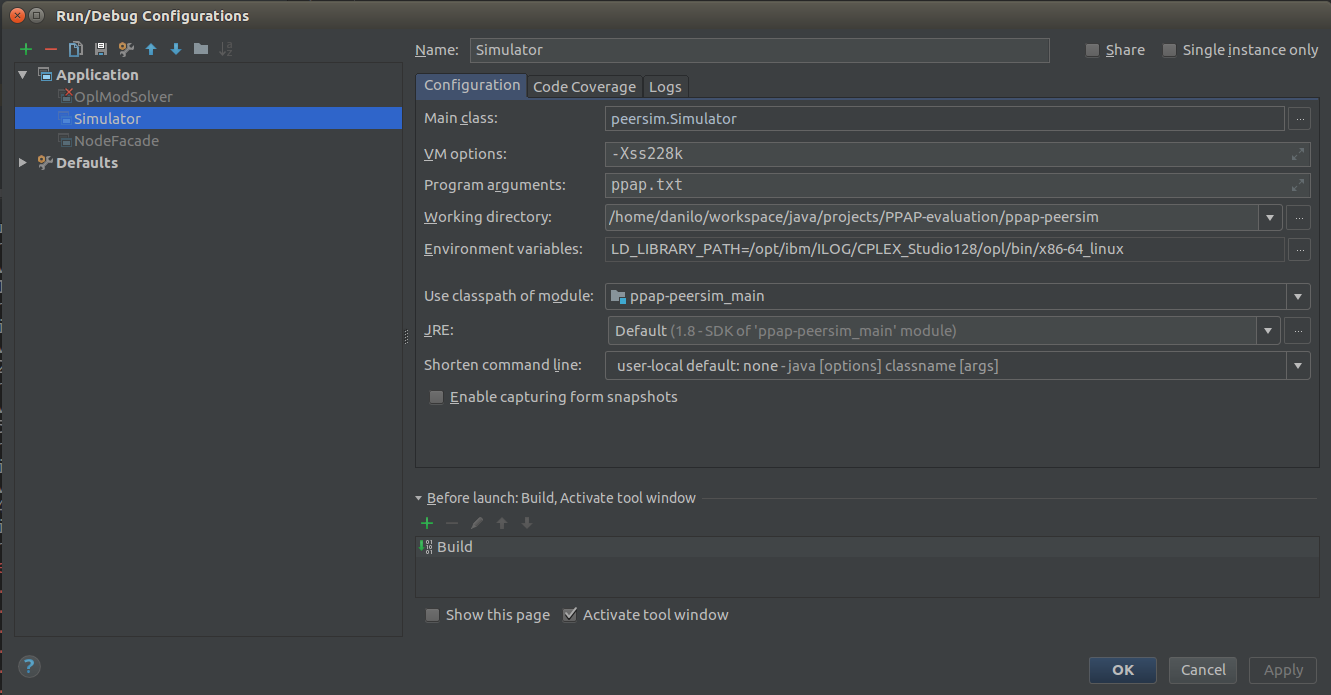 Run/Debug Configurations
Name: Simulator Share Single instance only
Application
OplModSolver
Simulator
NodeFacade
Defaults
Configuration Code Coverage Logs
Main class: peersim.Simulator ...
VM options: -Xss228k
Program arguments: ppap.txt
Working directory: /home/danilo/workspace/java/projects/PPAP-evaluation/ppap-peersim ...
Environment variables: LD_LIBRARY_PATH=/opt/ibm/ILOG/CPLEX_Studio128/opl/bin/x86-64_linux ...
Use classpath of module: ppap-peersim_main
JRE: Default (1.8 - SDK of 'ppap-peersim_main' module) ...
Shorten command line: user-local default: none - java [options] classname [args]
Enable capturing form snapshots
Before launch: Build, Activate tool window
Build
Show this page Activate tool window
? OK Cancel Apply